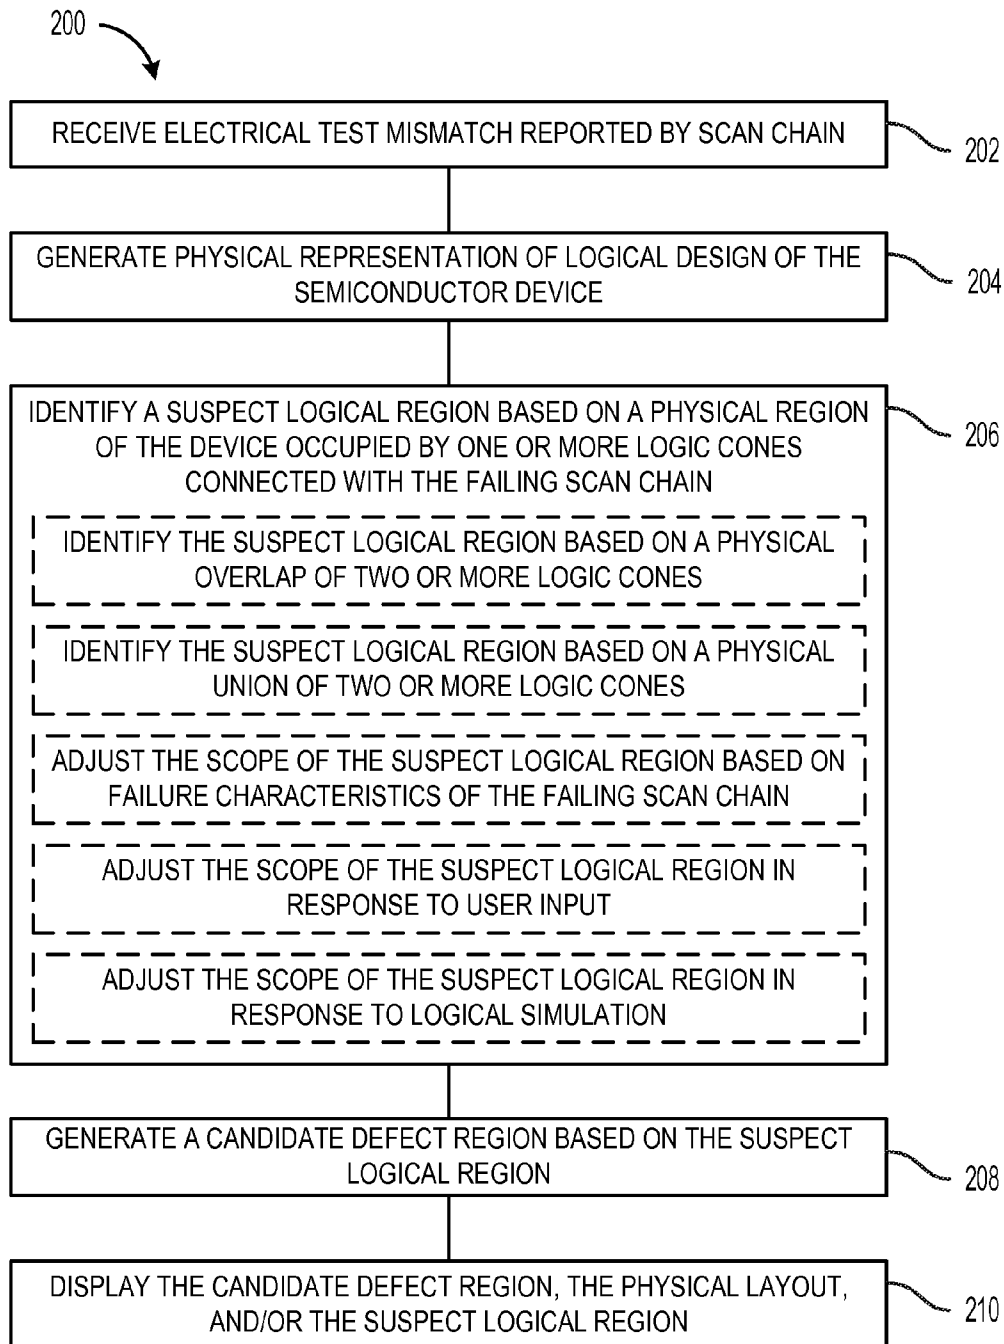 200
RECEIVE ELECTRICAL TEST MISMATCH REPORTED BY SCAN CHAIN
202
GENERATE PHYSICAL REPRESENTATION OF LOGICAL DESIGN OF THE
SEMICONDUCTOR DEVICE
204
IDENTIFY A SUSPECT LOGICAL REGION BASED ON A PHYSICAL REGION
OF THE DEVICE OCCUPIED BY ONE OR MORE LOGIC CONES
CONNECTED WITH THE FAILING SCAN CHAIN
206
IDENTIFY THE SUSPECT LOGICAL REGION BASED ON A PHYSICAL
OVERLAP OF TWO OR MORE LOGIC CONES
IDENTIFY THE SUSPECT LOGICAL REGION BASED ON A PHYSICAL
UNION OF TWO OR MORE LOGIC CONES
ADJUST THE SCOPE OF THE SUSPECT LOGICAL REGION BASED ON
FAILURE CHARACTERISTICS OF THE FAILING SCAN CHAIN
ADJUST THE SCOPE OF THE SUSPECT LOGICAL REGION IN
RESPONSE TO USER INPUT
ADJUST THE SCOPE OF THE SUSPECT LOGICAL REGION IN
RESPONSE TO LOGICAL SIMULATION
GENERATE A CANDIDATE DEFECT REGION BASED ON THE SUSPECT
LOGICAL REGION
208
DISPLAY THE CANDIDATE DEFECT REGION, THE PHYSICAL LAYOUT,
AND/OR THE SUSPECT LOGICAL REGION
210